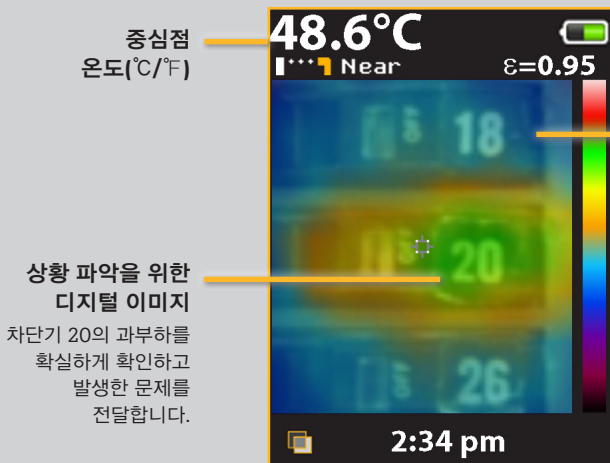 중심점
온도(℃/℉)
상황 파악을 위한
디지털 이미지
차단기 20의 과부하를
확실하게 확인하고
발생한 문제를
전달합니다.
48.6°C
Near
ε=0.95
OFF
18
OFF
20
OFF
26
2:34 pm